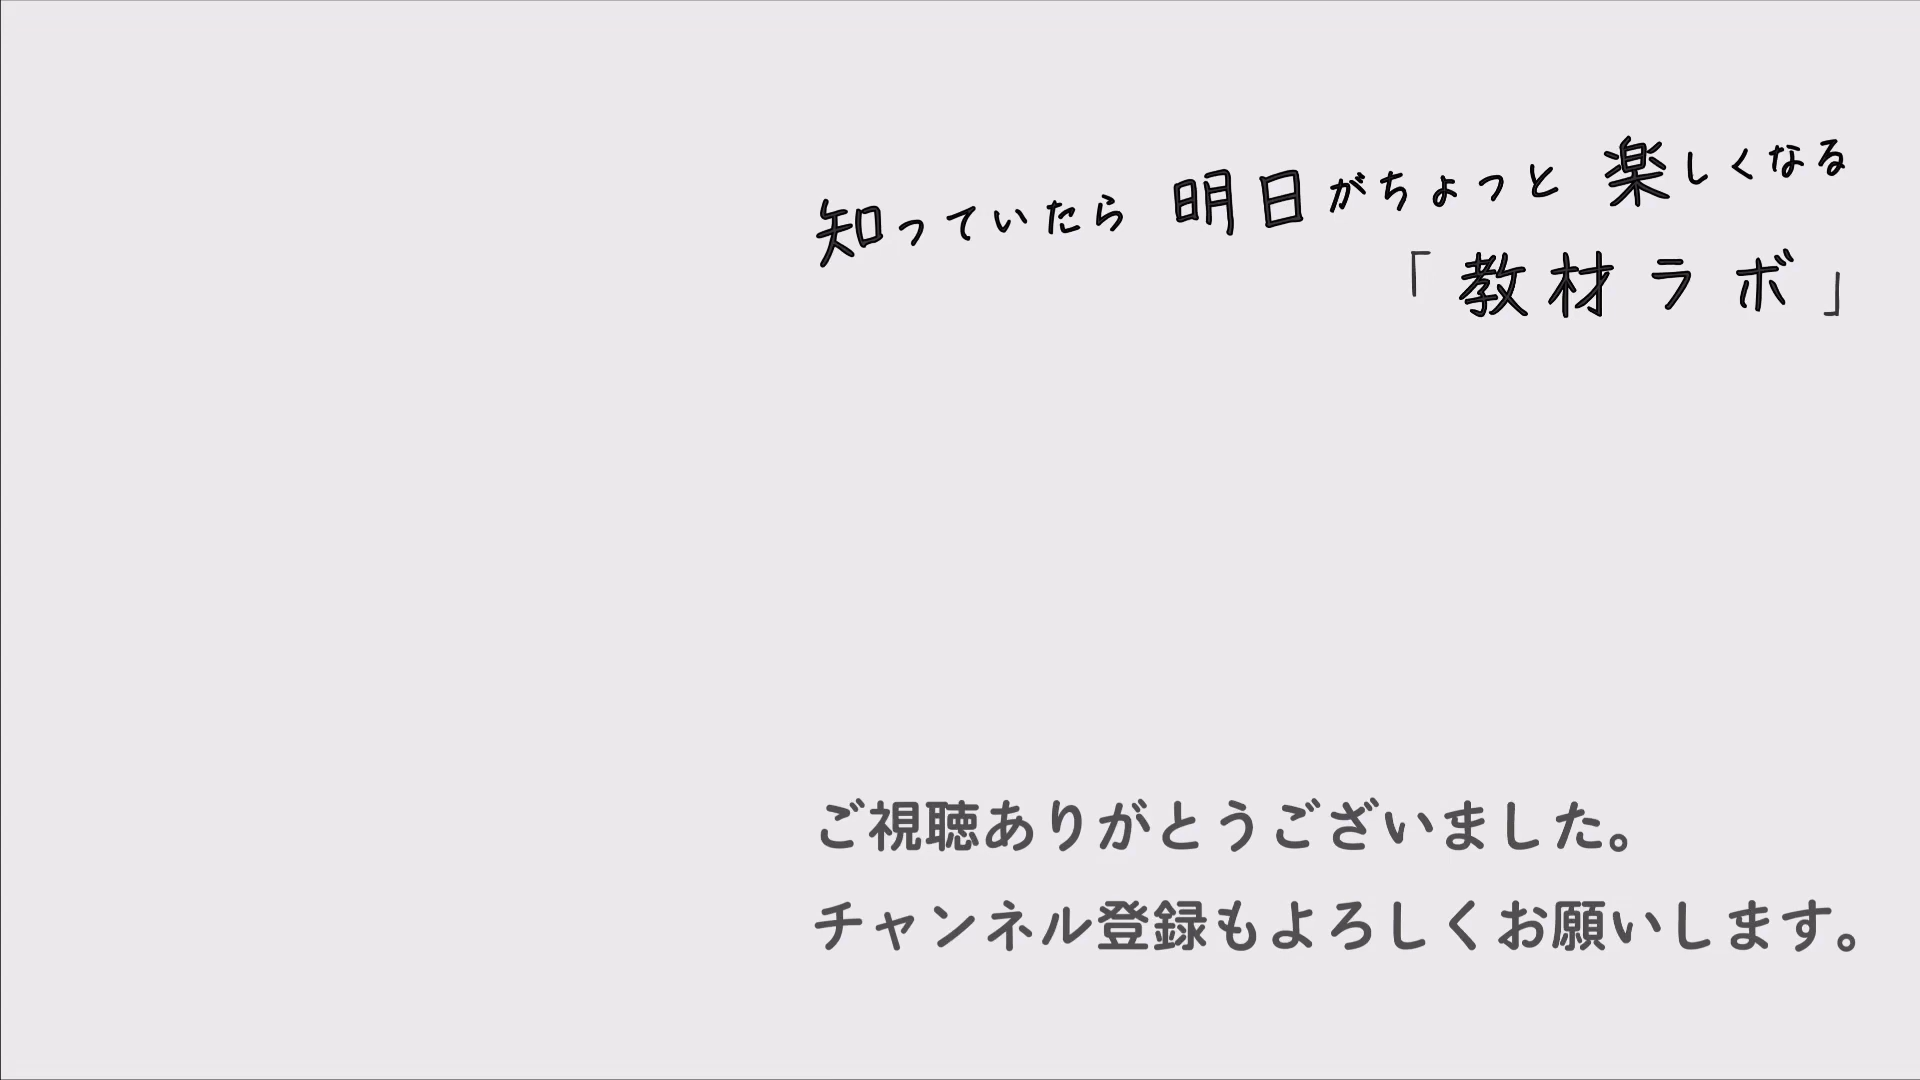 知っていたら 明日がちょっと 楽しくなる
「教材ラボ」
ご視聴ありがとうございました。
チャンネル登録もよろしくお願いします。